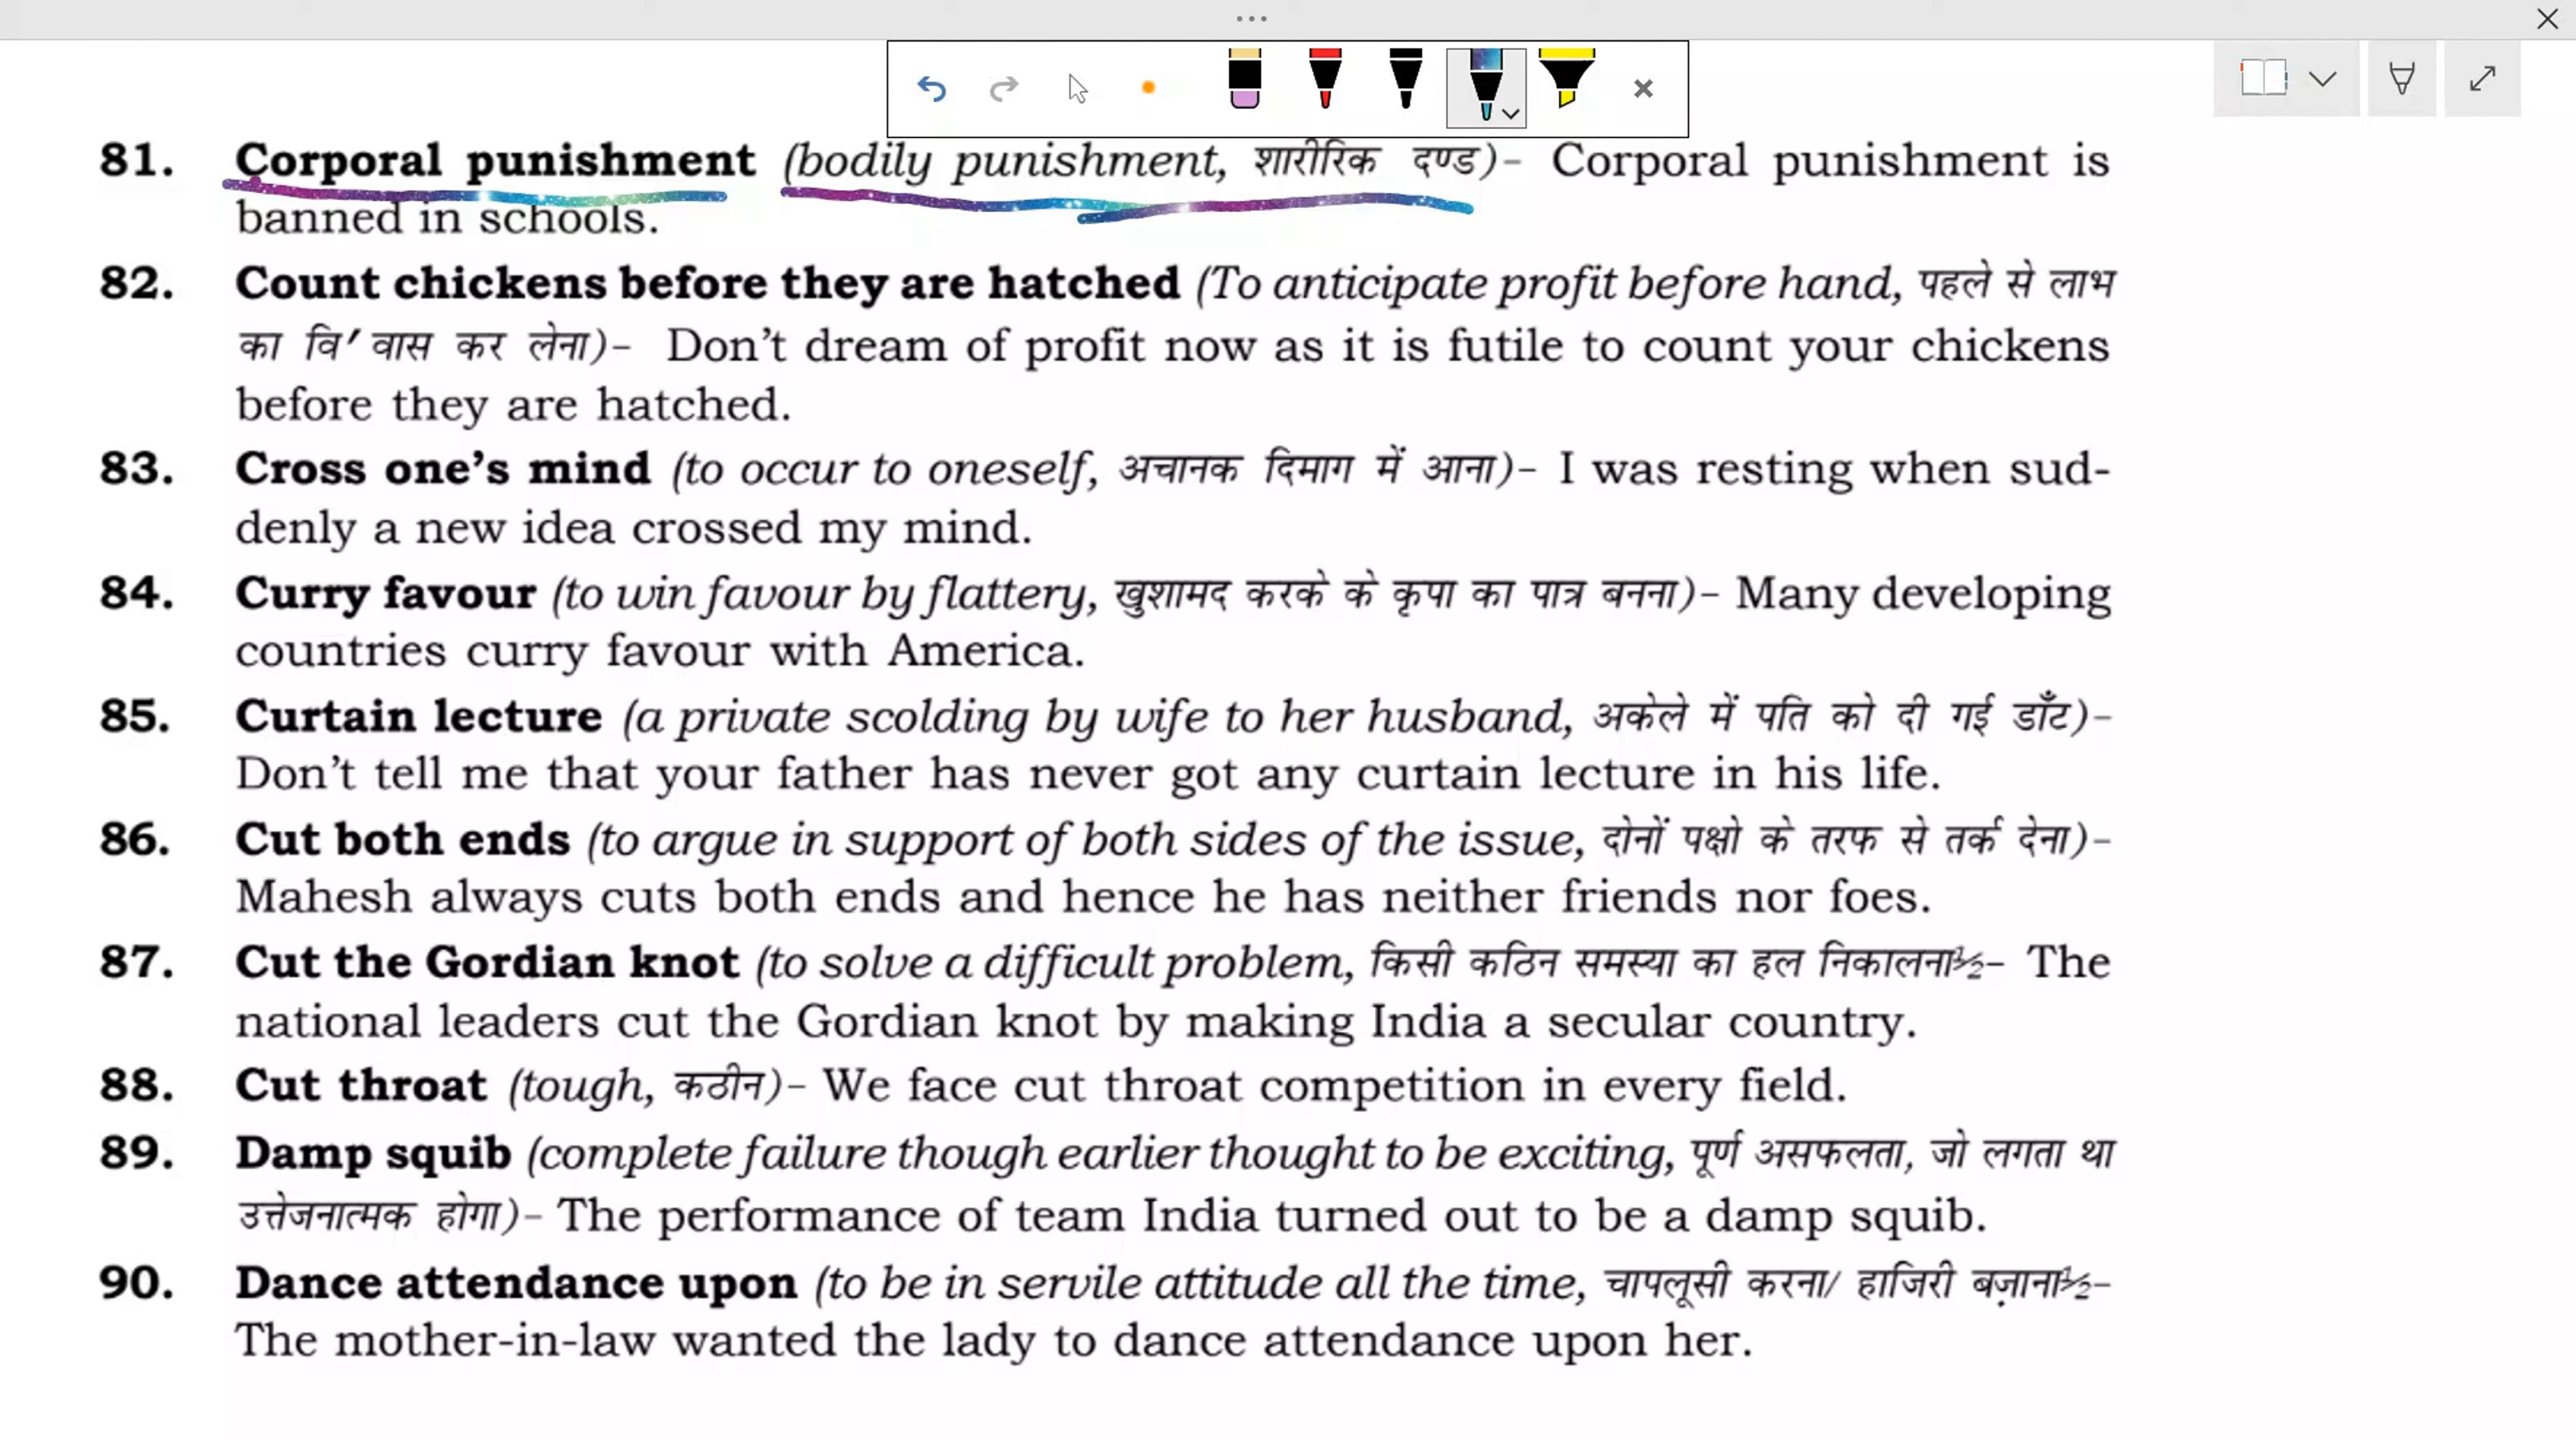 81. Corporal punishment (bodily punishment, शारीरिक दण्ड)– Corporal punishment is
banned in schools.
82. Count chickens before they are hatched (To anticipate profit before hand, पहले से लाभ
का वि′वास कर लेना)– Don’t dream of profit now as it is futile to count your chickens
before they are hatched.
83. Cross one’s mind (to occur to oneself, अचानक दिमाग में आना)– I was resting when sud-
denly a new idea crossed my mind.
84. Curry favour (to win favour by flattery, खुशामद करके के कृपा का पात्र बनना)– Many developing
countries curry favour with America.
85. Curtain lecture (a private scolding by wife to her husband, अकेले में पति को दी गई डाँट)–
Don’t tell me that your father has never got any curtain lecture in his life.
86. Cut both ends (to argue in support of both sides of the issue, दोनों पक्षो के तरफ से तर्क देना)–
Mahesh always cuts both ends and hence he has neither friends nor foes.
87. Cut the Gordian knot (to solve a difficult problem, किसी कठिन समस्या का हल निकालना½– The
national leaders cut the Gordian knot by making India a secular country.
88. Cut throat (tough, कठीन)– We face cut throat competition in every field.
89. Damp squib (complete failure though earlier thought to be exciting, पूर्ण असफलता, जो लगता था
उत्तेजनात्मक होगा)– The performance of team India turned out to be a damp squib.
90. Dance attendance upon (to be in servile attitude all the time, चापलूसी करना/ हाजिरी बज़ाना½–
The mother-in-law wanted the lady to dance attendance upon her.